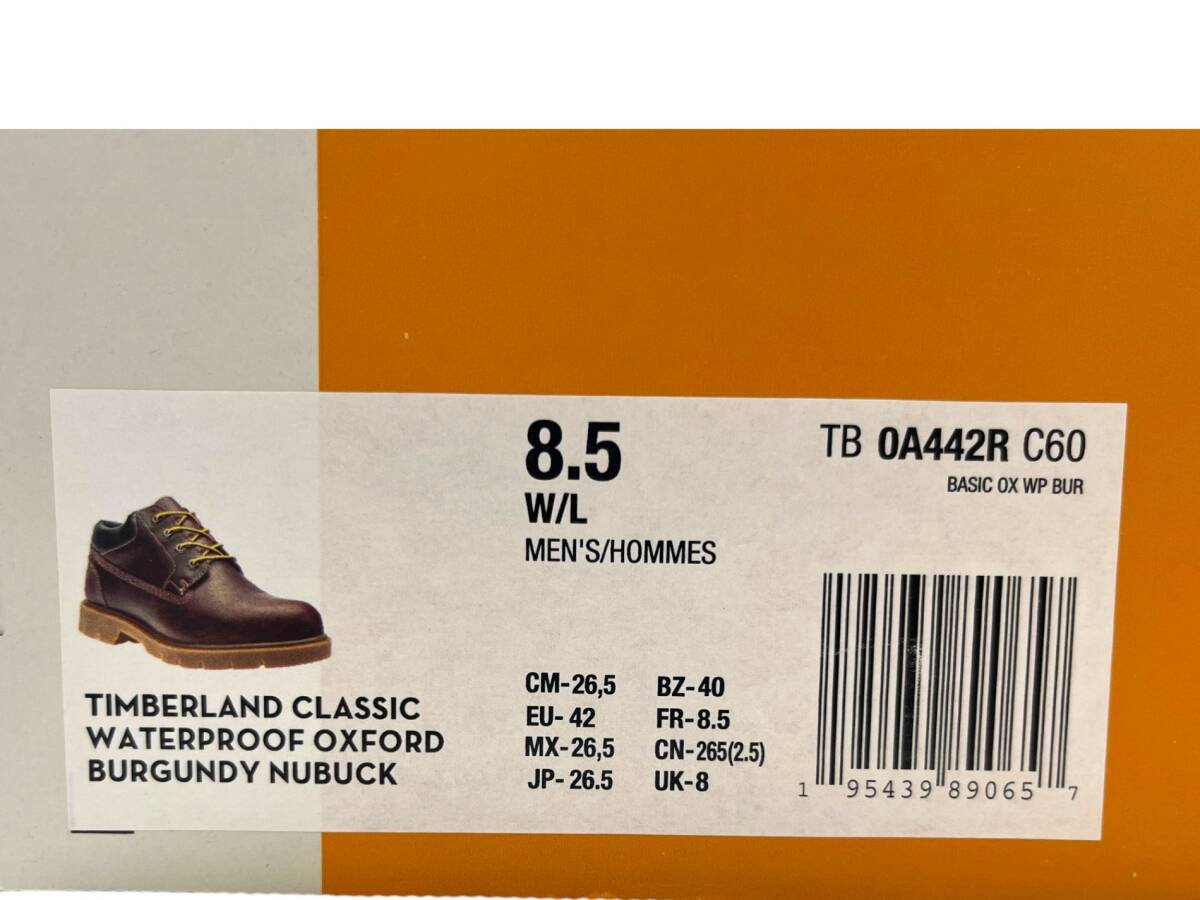 8.5
W/L
MEN'S/HOMMES
TB 0A442R C60
BASIC OX WP BUR
TIMBERLAND CLASSIC
WATERPROOF OXFORD
BURGUNDY NUBUCK
CM-26,5 BZ-40
EU-42 FR-8.5
MX-26,5 CN-265(2.5)
JP-26.5 UK-8
1 95439 89065 7